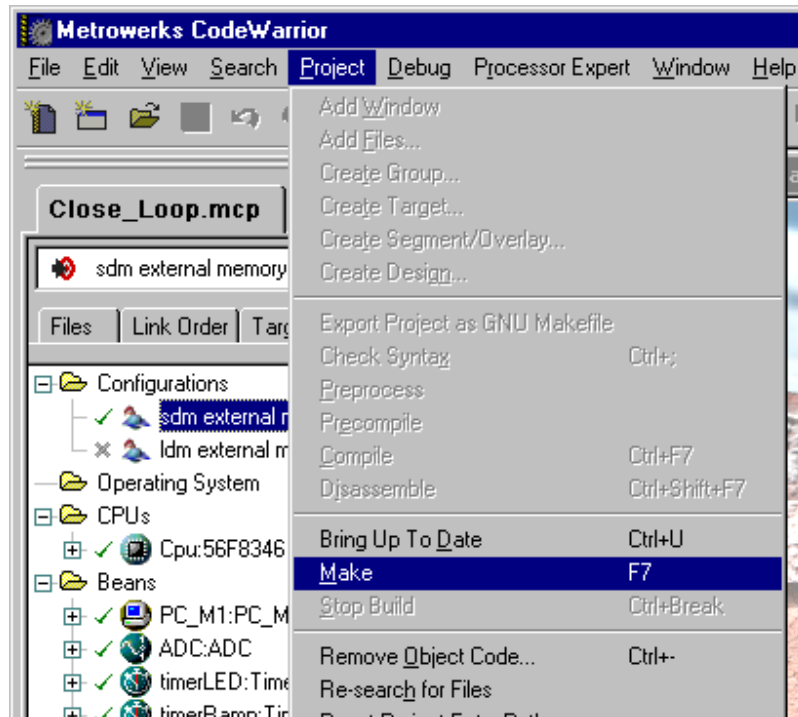 Metrowerks CodeWarrior
File Edit View Search Project Debug Processor Expert Window Help
Close_Loop.mcp
sdm external memory
Files Link Order
Configurations
sdm external
ldm external
Operating System
CPUs
Cpu:56F8346
Beans
PC_M1:PC_M
ADC:ADC
timerLED:Time
Add Window
Add Files...
Create Group...
Create Target...
Create Segment/Overlay...
Create Design...
Export Project as GNU Makefile
Check Syntax Ctrl+;
Preprocess
Precompile
Compile Ctrl+F7
Disassemble Ctrl+Shift+F7
Bring Up To Date Ctrl+U
Make F7
Stop Build Ctrl+Break
Remove Object Code... Ctrl+-
Re-search for Files